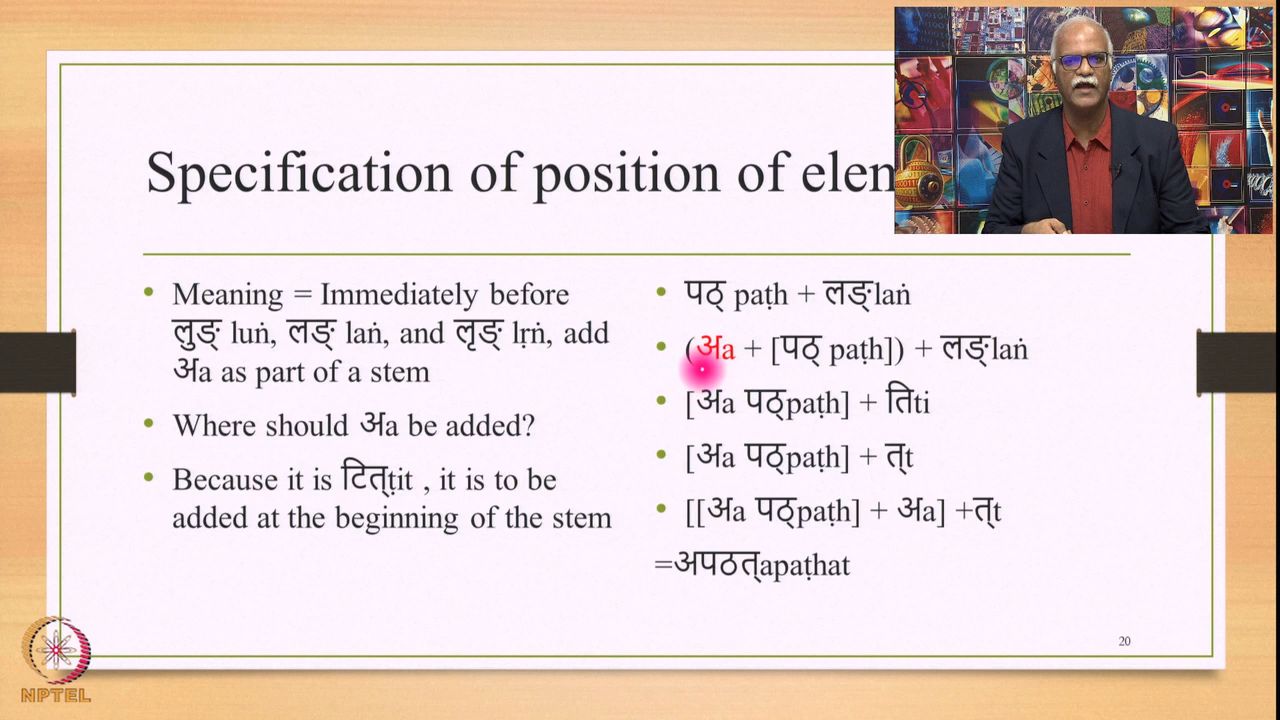 Specification of position of elem
• Meaning = Immediately before
लुङ् luṅ, लङ् laṅ, and लृङ् lṛṅ, add
अa as part of a stem
• Where should अa be added?
• Because it is टित्ṭit , it is to be
added at the beginning of the stem
• पठ् paṭh + लङ्laṅ
• (अa + [पठ् paṭh]) + लङ्laṅ
• [अa पठ्paṭh] + तिti
• [अa पठ्paṭh] + त्t
• [[अa पठ्paṭh] + अa] +त्t
=अपठत्apaṭhat
20
NPTEL